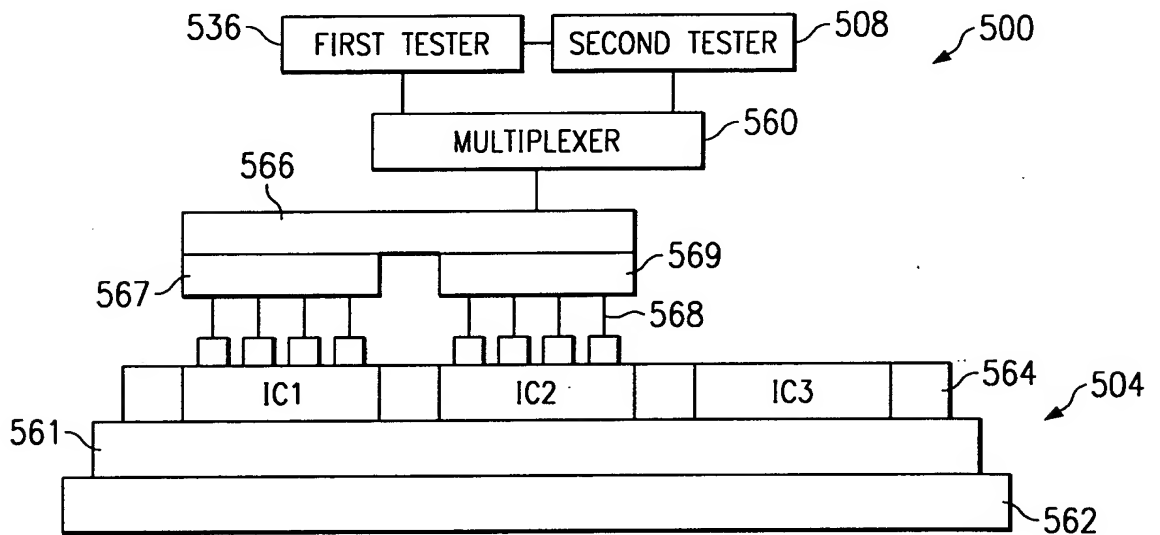 536 FIRST TESTER SECOND TESTER 508 500
MULTIPLEXER 560
566
567 569
568
IC1 IC2 IC3 564 504
561
562